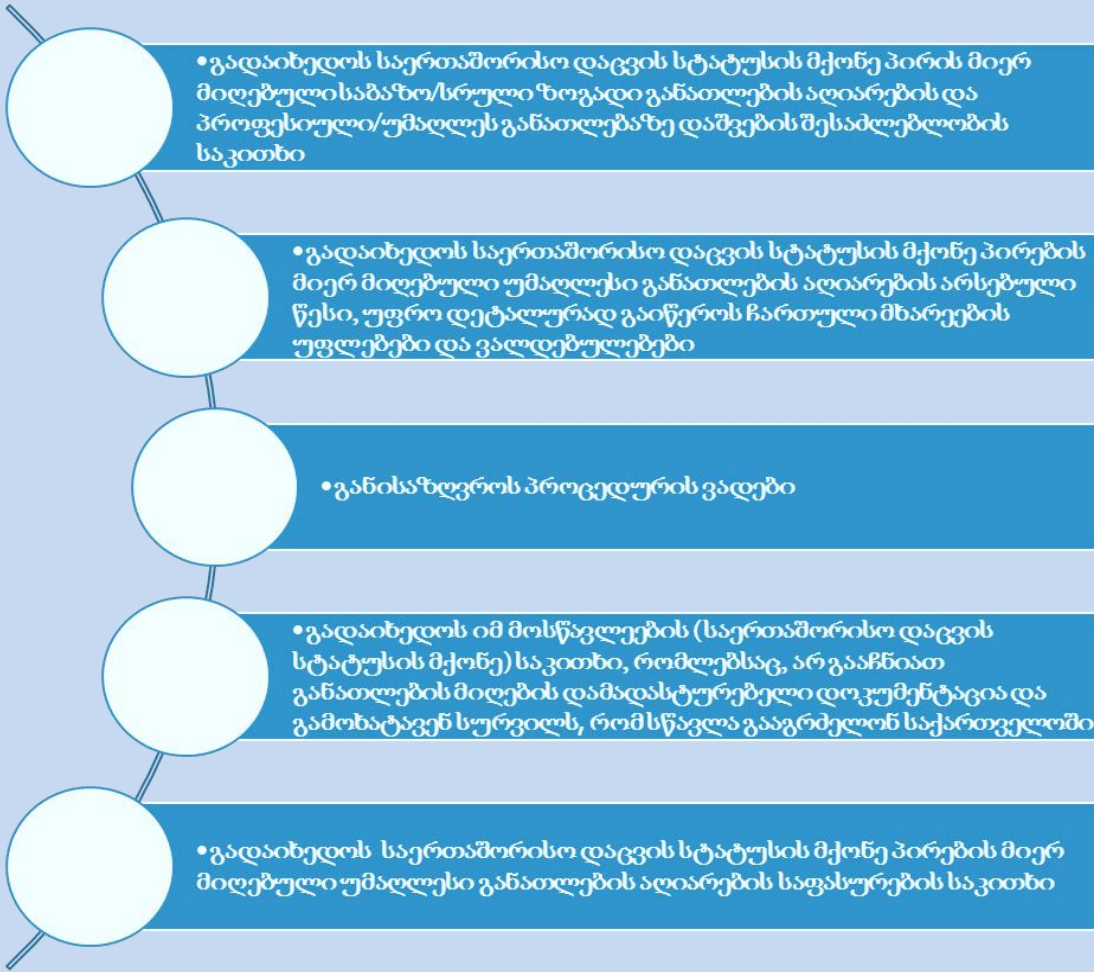 •გადაიხედოს საერთაშორისო დაცვის სტატუსის მქონე პირის მიერ
მიღებული საბაზო/სრული ზოგადი განათლების აღიარების და
პროფესიული/უმაღლეს განათლებაზე დაშვების შესაძლებლობის
საკითხი
•გადაიხედოს საერთაშორისო დაცვის სტატუსის მქონე პირების
მიერ მიღებული უმაღლესი განათლების აღიარების არსებული
წესი, უფრო დეტალურად გაიწეროს ჩართული მხარეების
უფლებები და ვალდებულებები
•განისაზღვროს პროცედურის ვადები
•გადაიხედოს იმ მოსწავლეების (საერთაშორისო დაცვის
სტატუსის მქონე) საკითხი, რომლებსაც, არ გააჩნიათ
განათლების მიღების დამადასტურებელი დოკუმენტაცია და
გამოხატავენ სურვილს, რომ სწავლა გააგრძელონ საქართველოში
•გადაიხედოს საერთაშორისო დაცვის სტატუსის მქონე პირების მიერ
მიღებული უმაღლესი განათლების აღიარების საფასურების საკითხი